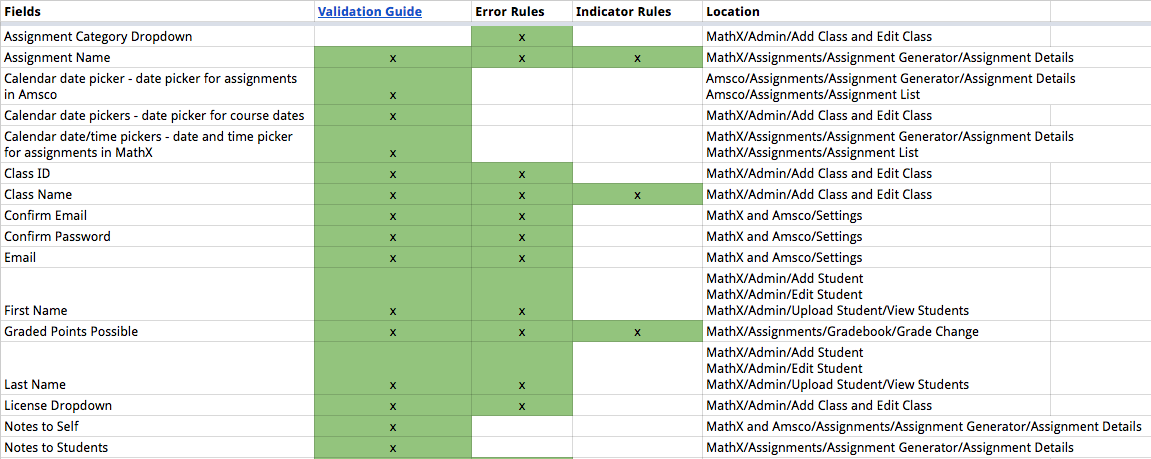 Fields Validation Guide Error Rules Indicator Rules Location
Assignment Category Dropdown x MathX/Admin/Add Class and Edit Class
Assignment Name x x x MathX/Assignments/Assignment Generator/Assignment Details
Calendar date picker - date picker for assignments Amsco/Assignments/Assignment Generator/Assignment Details
in Amsco x Amsco/Assignments/Assignment List
Calendar date pickers - date picker for course dates x MathX/Admin/Add Class and Edit Class
Calendar date/time pickers - date and time picker MathX/Assignments/Assignment Generator/Assignment Details
for assignments in MathX x MathX/Assignments/Assignment List
Class ID x x MathX/Admin/Add Class and Edit Class
Class Name x x x MathX/Admin/Add Class and Edit Class
Confirm Email x x MathX and Amsco/Settings
Confirm Password x x MathX and Amsco/Settings
Email x x MathX and Amsco/Settings
MathX/Admin/Add Student
MathX/Admin/Edit Student
First Name x x MathX/Admin/Upload Student/View Students
Graded Points Possible x x x MathX/Assignments/Gradebook/Grade Change
MathX/Admin/Add Student
MathX/Admin/Edit Student
Last Name x x MathX/Admin/Upload Student/View Students
License Dropdown x x MathX/Admin/Add Class and Edit Class
Notes to Self x MathX and Amsco/Assignments/Assignment Generator/Assignment Details
Notes to Students x MathX/Assignments/Assignment Generator/Assignment Details